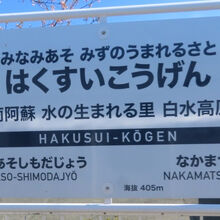 みなみあそ みずのうまれるさと
はくすいこうげん
南阿蘇 水の生まれる里 白水高原
HAKUSUI-KŌGEN
あそしもだじょう なかまつ
SO-SHIMODAJYŌ NAKAMATS
海抜 405m